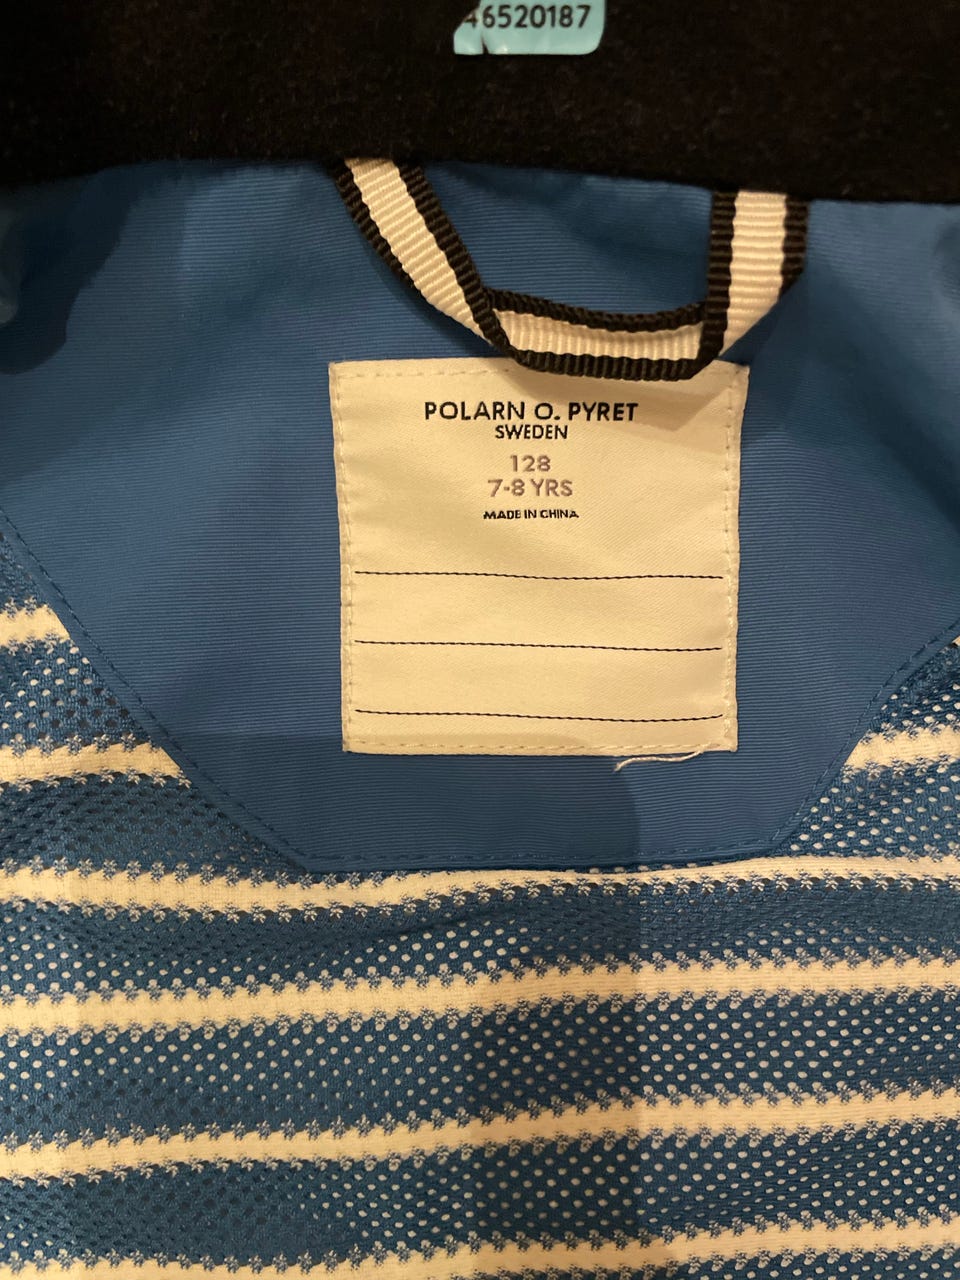 46520187
POLARN O. PYRET
SWEDEN
128
7-8 YRS
MADE IN CHINA